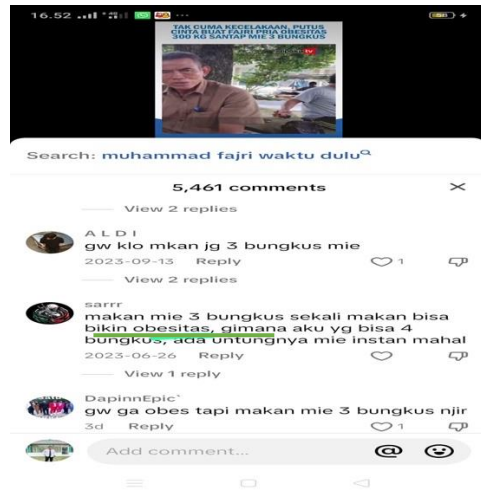 16.52
TAK CUMA KECELAKAAN, PUTUS
CINTA BUAT FAJRI PRIA OBESITAS
300 KG SANTAP MIE 3 BUNGKUS
tv
Search: muhammad fajri waktu dulu
5,461 comments
View 2 replies
A L D I
gw klo mkan jg 3 bungkus mie
2023-09-13 Reply
1
View 2 replies
sarrr
makan mie 3 bungkus sekali makan bisa
bikin obesitas, gimana aku yg bisa 4
bungkus, ada untungnya mie instan mahal
2023-06-26 Reply
View 1 reply
DapinnEpic`
gw ga obes tapi makan mie 3 bungkus njir
3d Reply
1
Add comment...
@